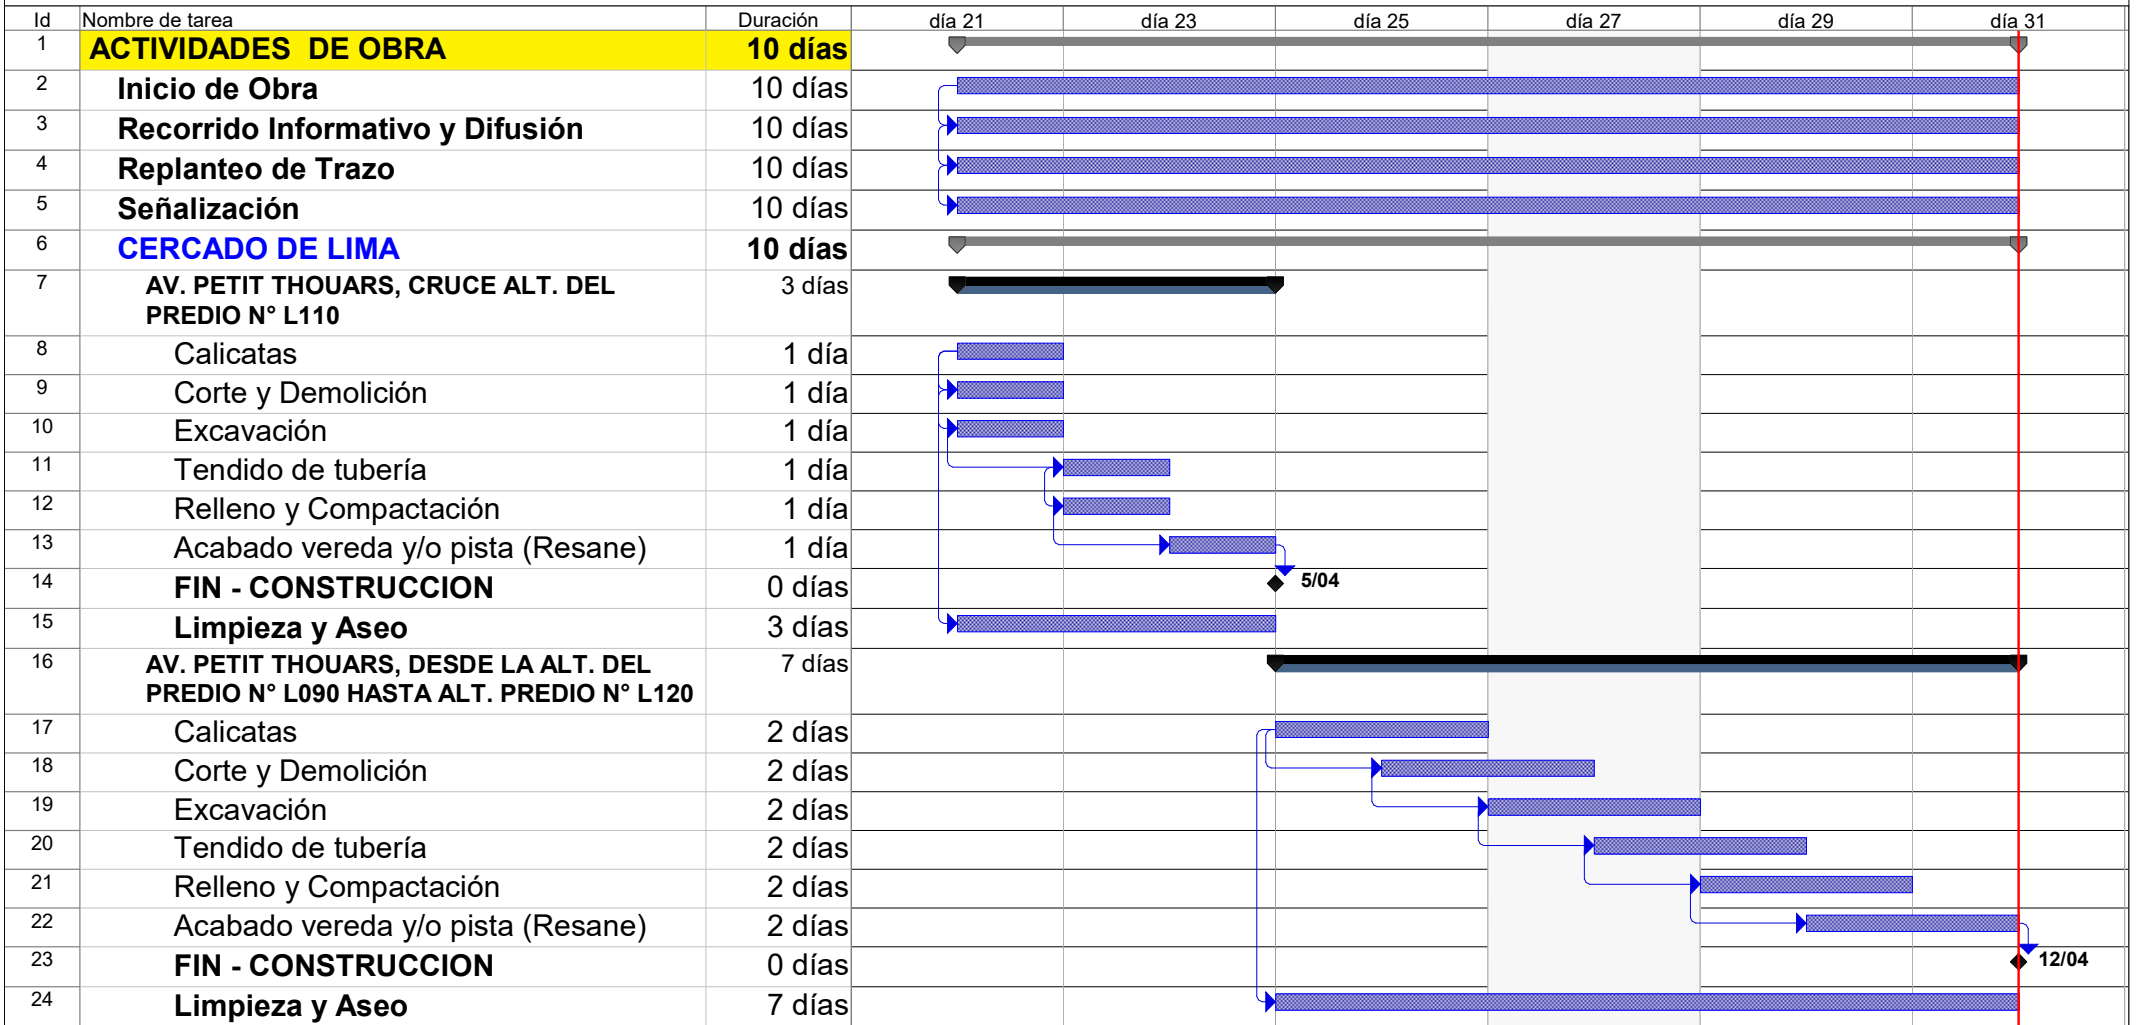 Id Nombre de tarea Duración día 21 día 23 día 25 día 27 día 29 día 31
1 ACTIVIDADES  DE OBRA 10 días
2 Inicio de Obra 10 días
3 Recorrido Informativo y Difusión 10 días
4 Replanteo de Trazo 10 días
5 Señalización 10 días
6 CERCADO DE LIMA 10 días
7 AV. PETIT THOUARS, CRUCE ALT. DEL 3 días
PREDIO N° L110
8 Calicatas 1 día
9 Corte y Demolición 1 día
10 Excavación 1 día
11 Tendido de tubería 1 día
12 Relleno y Compactación 1 día
13 Acabado vereda y/o pista (Resane) 1 día
14 FIN - CONSTRUCCION 0 días 5/04
15 Limpieza y Aseo 3 días
16 AV. PETIT THOUARS, DESDE LA ALT. DEL 7 días
PREDIO N° L090 HASTA ALT. PREDIO N° L120
17 Calicatas 2 días
18 Corte y Demolición 2 días
19 Excavación 2 días
20 Tendido de tubería 2 días
21 Relleno y Compactación 2 días
22 Acabado vereda y/o pista (Resane) 2 días
23 FIN - CONSTRUCCION 0 días 12/04
24 Limpieza y Aseo 7 días